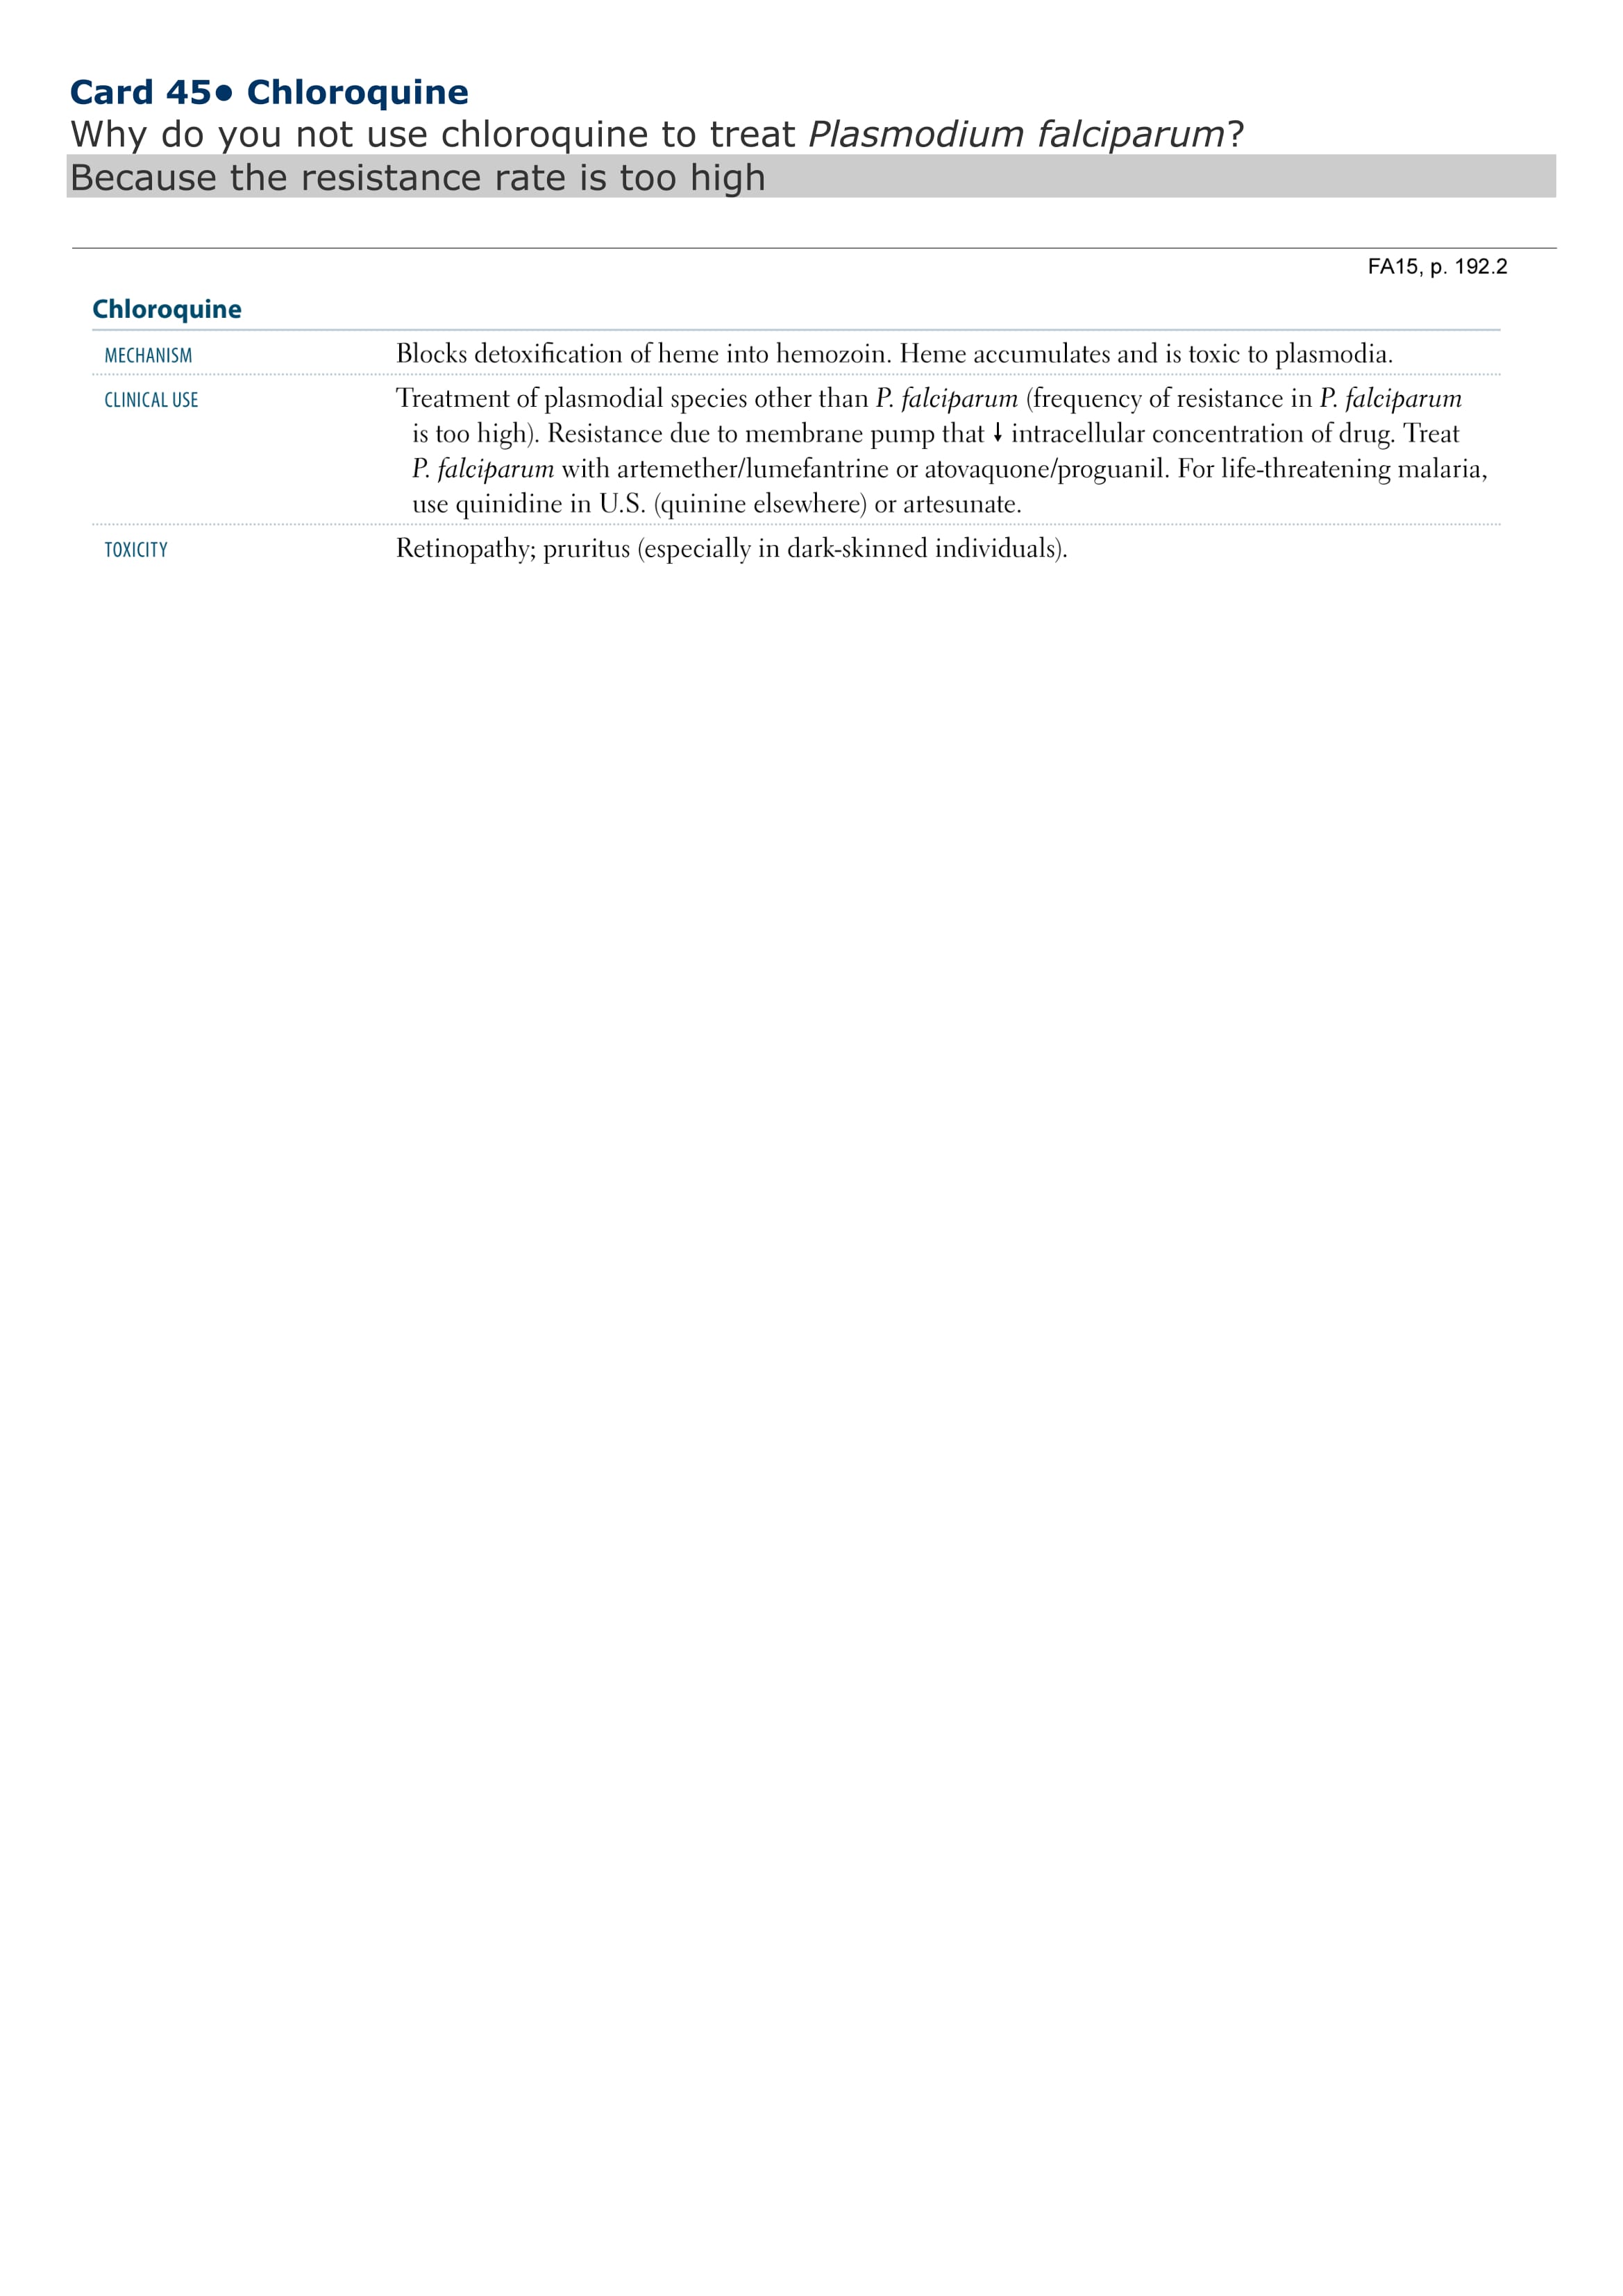 Card 45● Chloroquine
Why do you not use chloroquine to treat Plasmodium falciparum?
Because the resistance rate is too high
FA15, p. 192.2
Chloroquine
MECHANISM Blocks detoxification of heme into hemozoin. Heme accumulates and is toxic to plasmodia.
CLINICAL USE Treatment of plasmodial species other than P. falciparum (frequency of resistance in P. falciparum
is too high). Resistance due to membrane pump that ↓ intracellular concentration of drug. Treat
P. falciparum with artemether/lumefantrine or atovaquone/proguanil. For life-threatening malaria,
use quinidine in U.S. (quinine elsewhere) or artesunate.
TOXICITY Retinopathy; pruritus (especially in dark-skinned individuals).